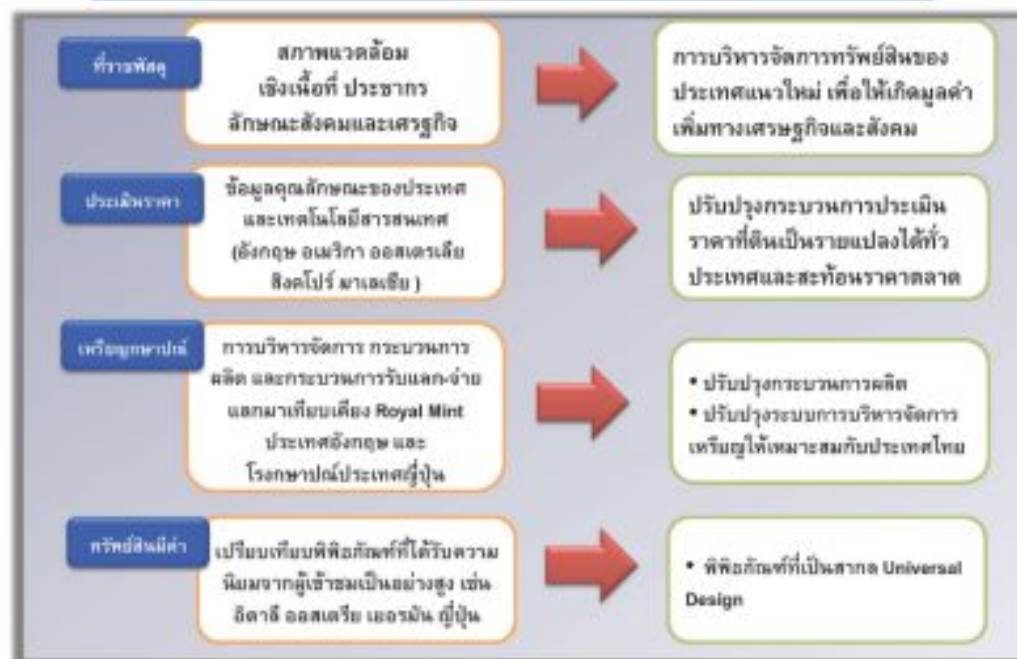 ที่ราชพัสดุ
สภาพแวดล้อม
เชิงเนื้อที่ ประชากร
ลักษณะสังคมและเศรฐกิจ
การบริหารจัดการทรัพย์สินของ
ประเทศแนวใหม่ เพื่อให้เกิดมูลค่า
เพิ่มทางเศรษฐกิจและสังคม
ประเมินราคา
ข้อมูลคุณลักษณะของประเทศ
และเทคโนโลยีสารสนเทศ
(อังกฤษ อเมริกา ออสเตรเลีย
สิงคโปร์ มาเลเซีย )
ปรับปรุงกระบวนการประเมิน
ราคาที่ดินเป็นรายแปลงได้ทั่ว
ประเทศและสะท้อนราคาตลาด
เหรียญกษาปณ์
การบริหารจัดการ กระบวนการ
ผลิต และกระบวนการรับแลก-จ่าย
แลกมาเทียบเคียง Royal Mint
ประเทศอังกฤษ และ
โรงกษาปณ์ประเทศญี่ปุ่น
• ปรับปรุงกระบวนการผลิต
• ปรับปรุงระบบการบริหารจัดการ
เหรียญให้เหมาะสมกับประเทศไทย
ทรัพย์สินมีค่า
เปรียบเทียบพิพิธภัณฑ์ที่ได้รับความ
นิยมจากผู้เข้าชมเป็นอย่างสูง เช่น
อิตาลี ออสเตรีย เยอรมัน ญี่ปุ่น
• พิพิธภัณฑ์ที่เป็นสากล Universal
Design